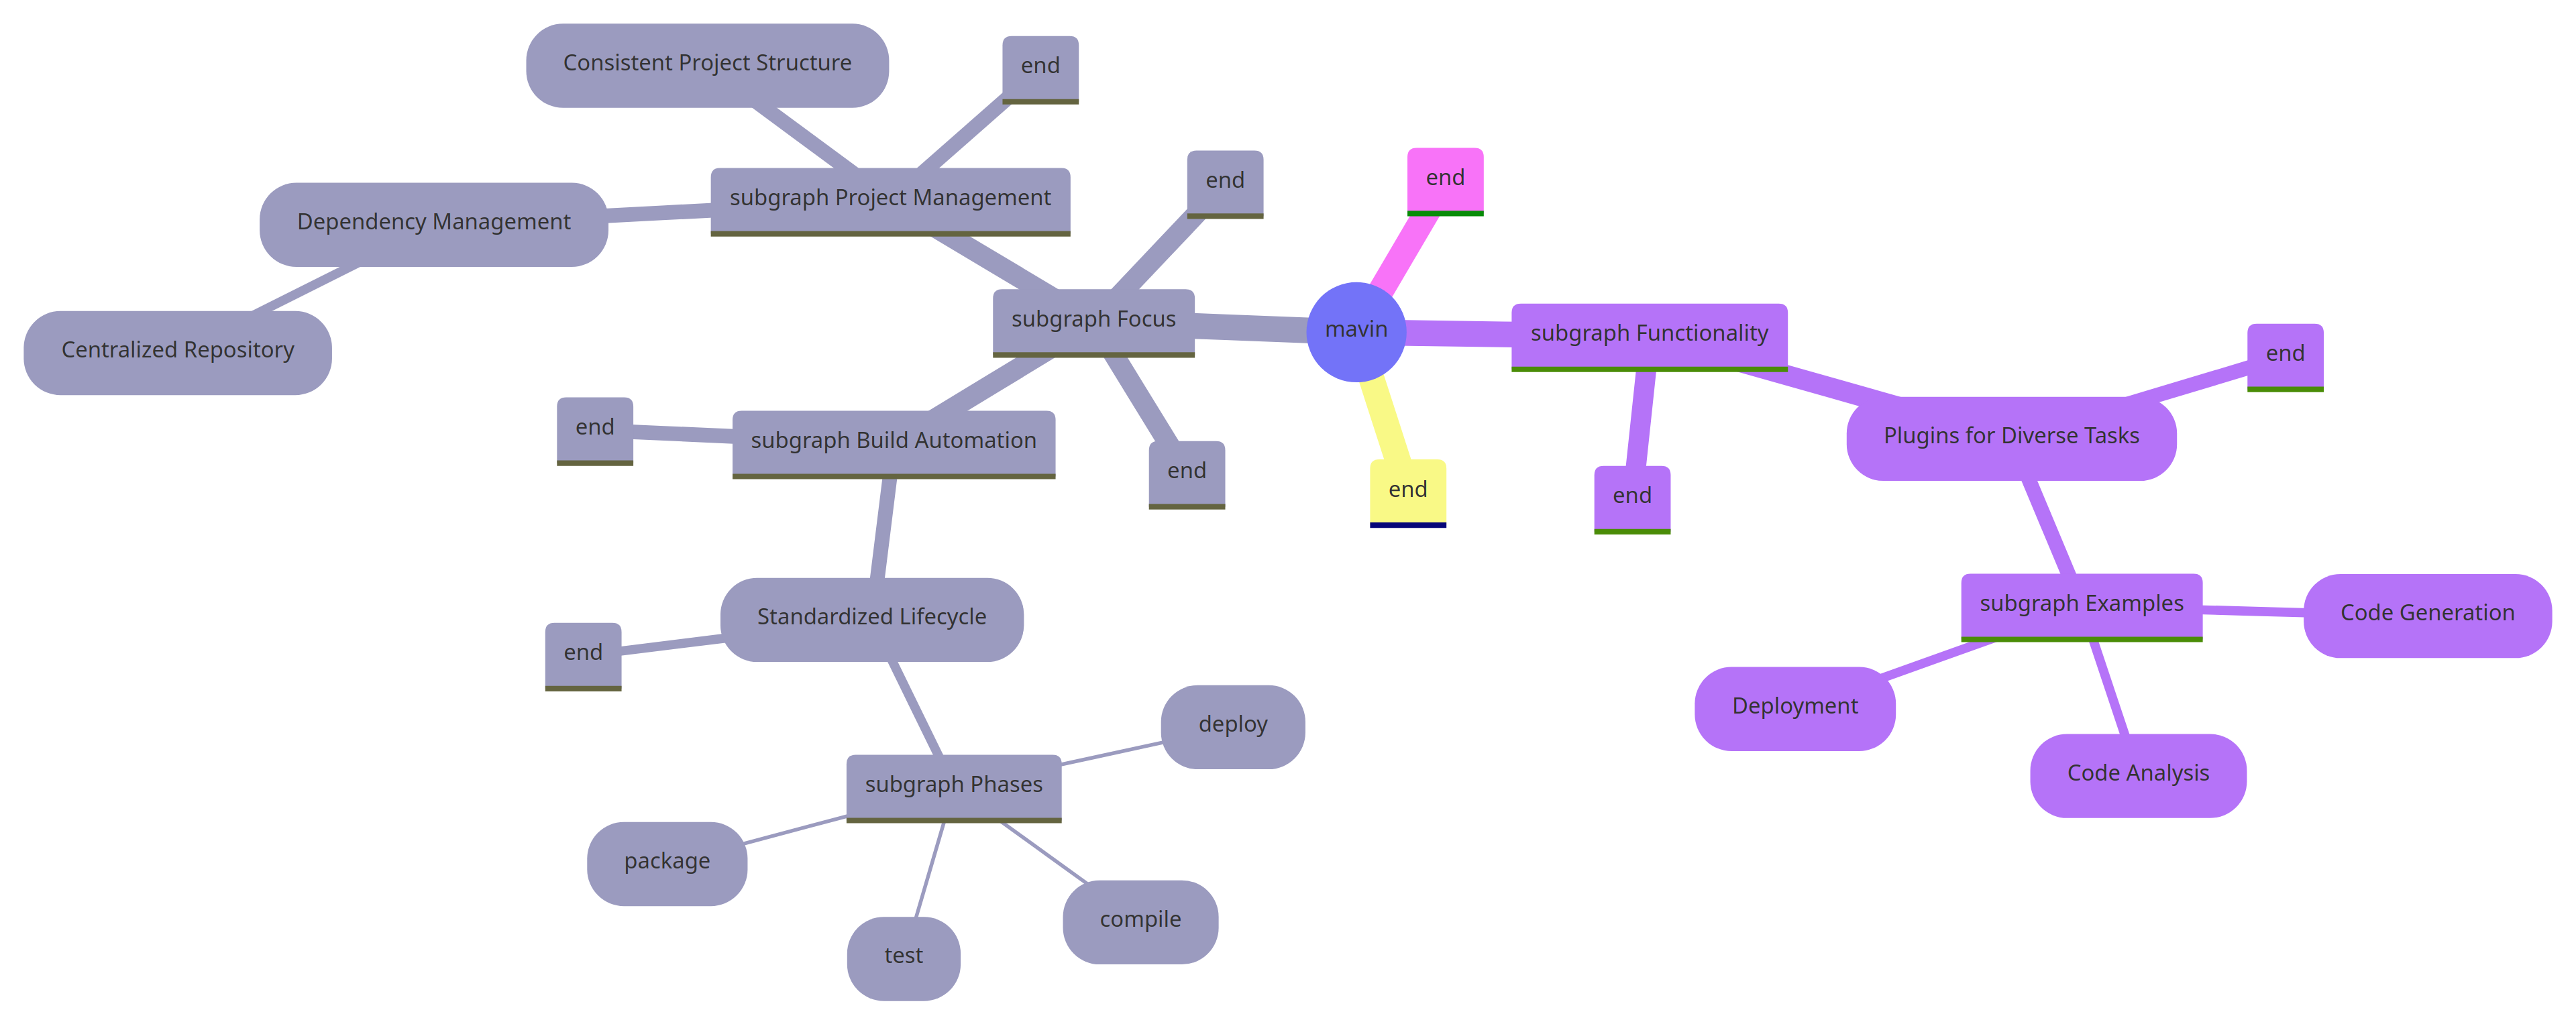 Consistent Project Structure
end
subgraph Project Management
Dependency Management
Centralized Repository
end
subgraph Focus
subgraph Build Automation
end
end
Standardized Lifecycle
end
subgraph Phases
deploy
package
test
compile
mavin
end
end
subgraph Functionality
end
Plugins for Diverse Tasks
end
subgraph Examples
Code Generation
Deployment
Code Analysis